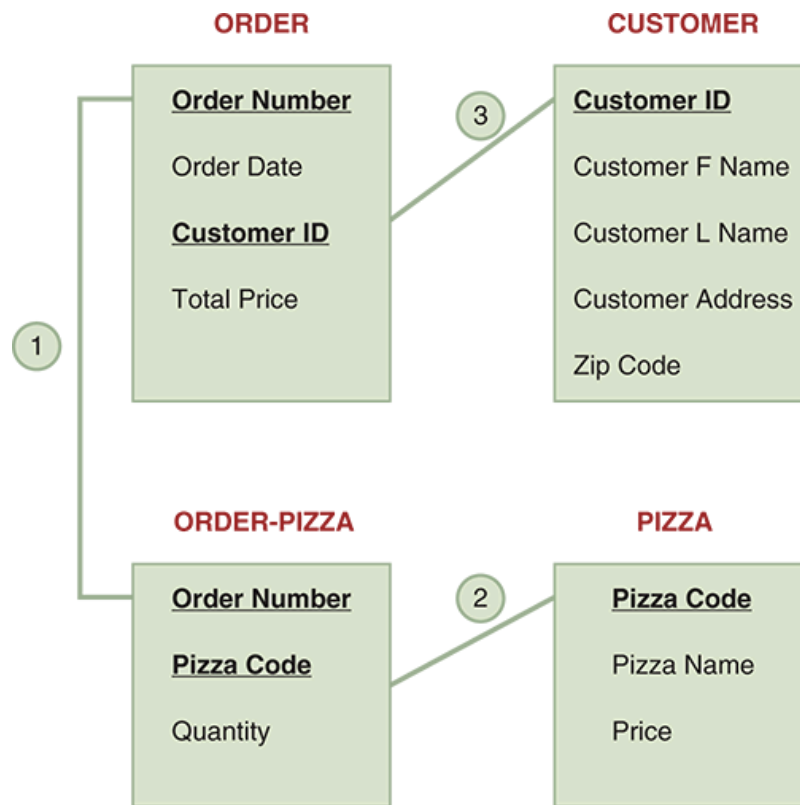 ORDER
Order Number
Order Date
Customer ID
Total Price
CUSTOMER
Customer ID
Customer F Name
Customer L Name
Customer Address
Zip Code
3
1
ORDER-PIZZA
Order Number
Pizza Code
Quantity
2
PIZZA
Pizza Code
Pizza Name
Price